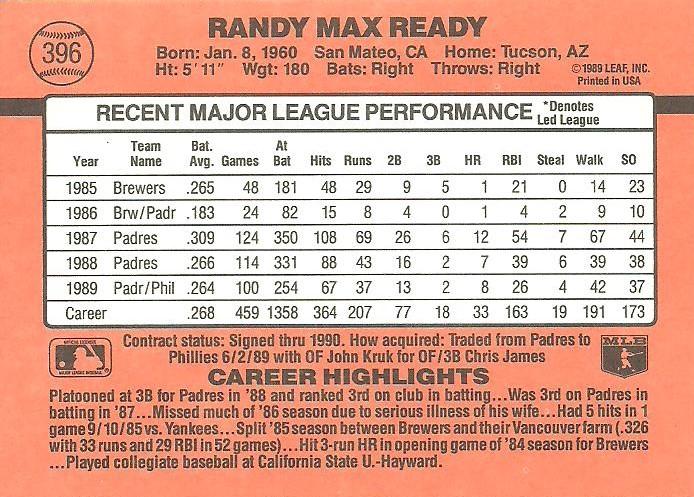 396
RANDY MAX READY
Born: Jan. 8, 1960 San Mateo, CA Home: Tucson, AZ
Ht: 5' 11" Wgt: 180 Bats: Right Throws: Right
©1989 LEAF, INC.
Printed in USA
RECENT MAJOR LEAGUE PERFORMANCE *Denotes Led League
Year Team Name Bat. Avg. Games At Bat Hits Runs 2B 3B HR RBI Steal Walk SO
1985 Brewers .265 48 181 48 29 9 5 1 21 0 14 23
1986 Brw/Padr .183 24 82 15 8 4 0 1 4 2 9 10
1987 Padres .309 124 350 108 69 26 6 12 54 7 67 44
1988 Padres .266 114 331 88 43 16 2 7 39 6 39 38
1989 Padr/Phil .264 100 254 67 37 13 2 8 26 4 42 37
Career .268 459 1358 364 207 77 18 33 163 19 191 173
Contract status: Signed thru 1990. How acquired: Traded from Padres to
Phillies 6/2/89 with OF John Kruk for OF/3B Chris James
MLB
CAREER HIGHLIGHTS
Platooned at 3B for Padres in '88 and ranked 3rd on club in batting...Was 3rd on Padres in
batting in '87...Missed much of '86 season due to serious illness of his wife...Had 5 hits in 1
game 9/10/85 vs. Yankees...Split '85 season between Brewers and their Vancouver farm (.326
with 33 runs and 29 RBI in 52 games)...Hit 3-run HR in opening game of '84 season for Brewers
...Played collegiate baseball at California State U.-Hayward.